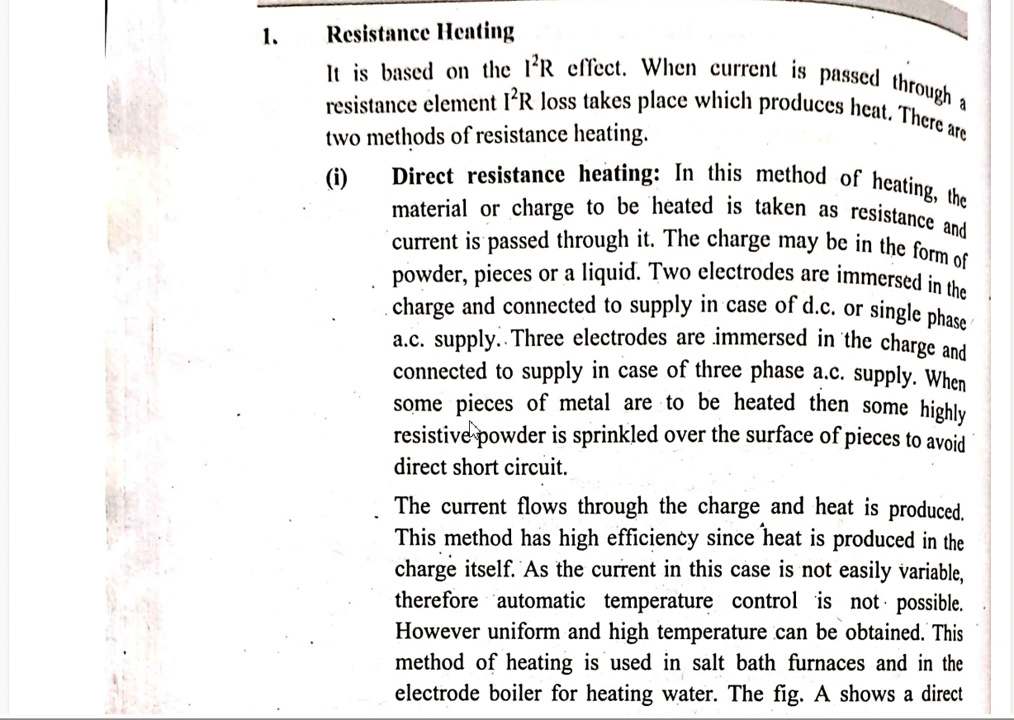 1. Resistance Heating
It is based on the I²R effect. When current is passed through a
resistance element I²R loss takes place which produces heat. There are
two methods of resistance heating.
(i) Direct resistance heating: In this method of heating, the
material or charge to be heated is taken as resistance and
current is passed through it. The charge may be in the form of
powder, pieces or a liquid. Two electrodes are immersed in the
charge and connected to supply in case of d.c. or single phase
a.c. supply. Three electrodes are immersed in the charge and
connected to supply in case of three phase a.c. supply. When
some pieces of metal are to be heated then some highly
resistive powder is sprinkled over the surface of pieces to avoid
direct short circuit.
The current flows through the charge and heat is produced.
This method has high efficiency since heat is produced in the
charge itself. As the current in this case is not easily variable,
therefore automatic temperature control is not possible.
However uniform and high temperature can be obtained. This
method of heating is used in salt bath furnaces and in the
electrode boiler for heating water. The fig. A shows a direct